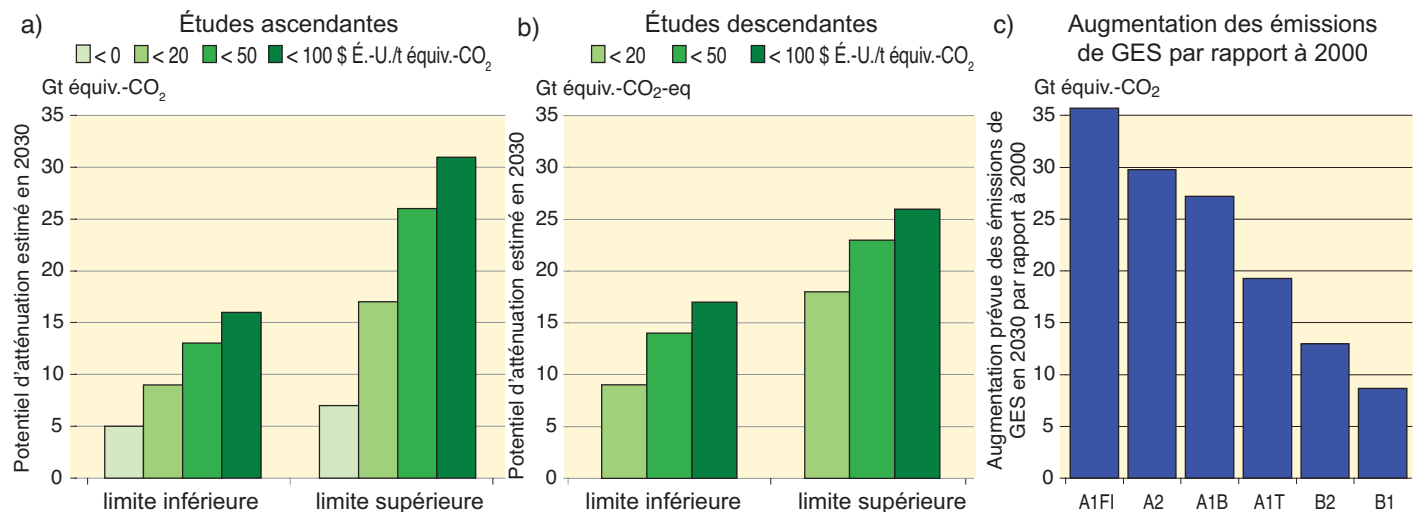 a)
Études ascendantes
< 0 < 20 < 50 < 100 $ É.-U./t équiv.-CO2
Gt équiv.-CO2
Potentiel d’atténuation estimé en 2030
35
30
25
20
15
10
5
0
limite inférieure limite supérieure
b)
Études descendantes
< 20 < 50 < 100 $ É.-U./t équiv.-CO2
Gt équiv.-CO2-eq
Potentiel d’atténuation estimé en 2030
35
30
25
20
15
10
5
0
limite inférieure limite supérieure
c)
Augmentation des émissions
de GES par rapport à 2000
Gt équiv.-CO2
Augmentation prévue des émissions de
GES en 2030 par rapport à 2000
35
30
25
20
15
10
5
0
A1FI A2 A1B A1T B2 B1